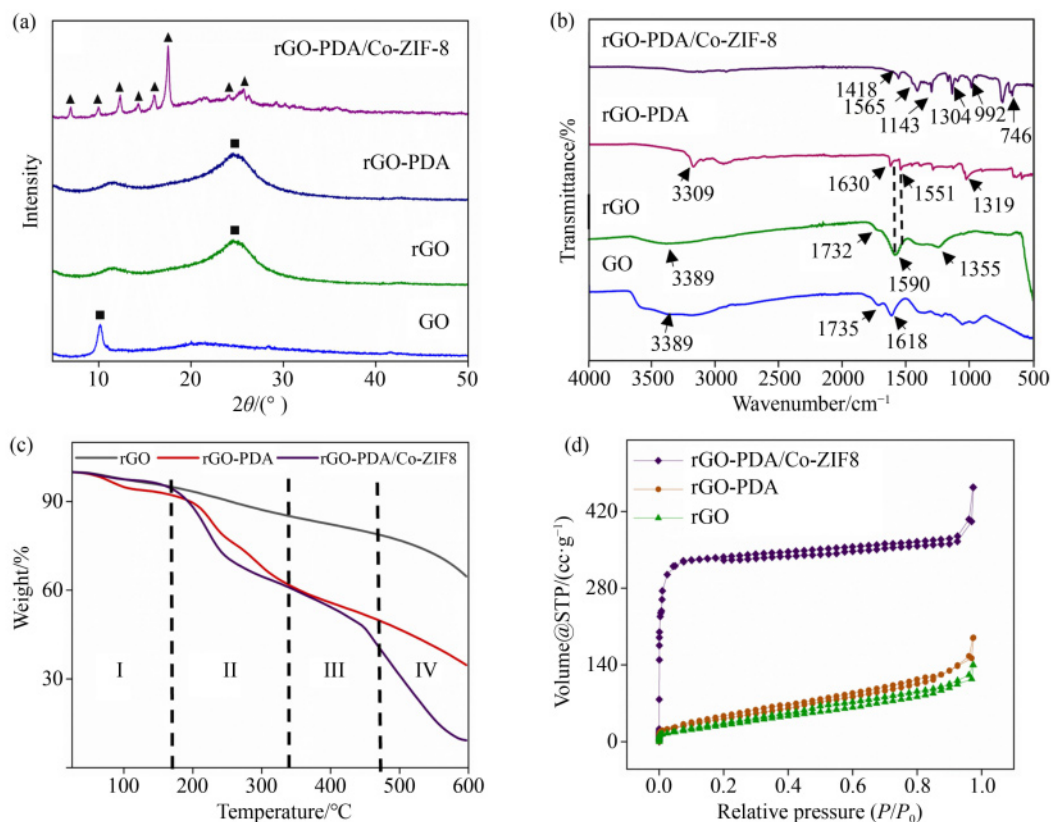 (a)
rGO-PDA/Co-ZIF-8
rGO-PDA
rGO
GO
Intensity
10 20 30 40 50
2θ/(° )
(b)
rGO-PDA/Co-ZIF-8
1418
1565
1143
1304
992
746
rGO-PDA
3309
1630
1551
1319
rGO
3389
1732
1590
1355
GO
3389
1735
1618
Transmittance/%
4000 3500 3000 2500 2000 1500 1000 500
Wavenumber/cm⁻¹
(c)
rGO rGO-PDA rGO-PDA/Co-ZIF8
90
60
30
Weight/%
I II III IV
100 200 300 400 500 600
Temperature/°C
(d)
rGO-PDA/Co-ZIF8
rGO-PDA
rGO
420
280
140
0
Volume@STP/(cc·g⁻¹)
0.0 0.2 0.4 0.6 0.8 1.0
Relative pressure (P/P₀)